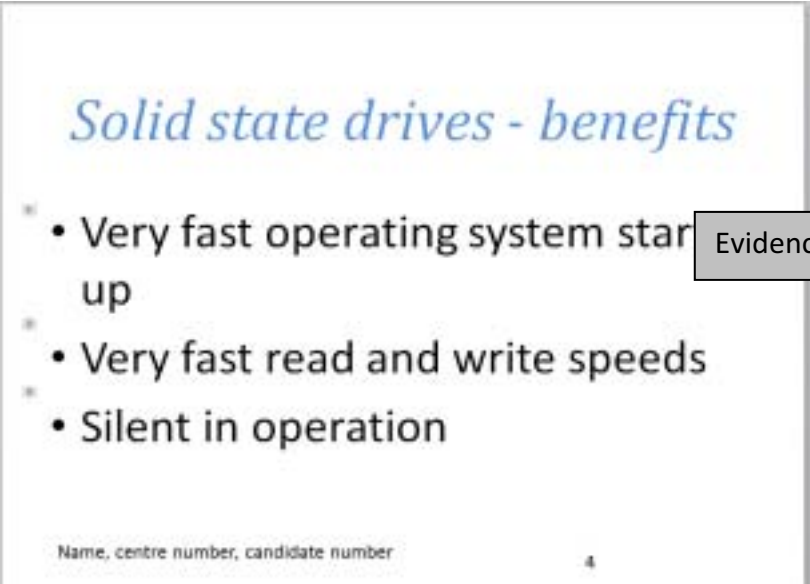 Solid state drives - benefits
• Very fast operating system star
Evidenc
up
• Very fast read and write speeds
• Silent in operation
Name, centre number, candidate number
4